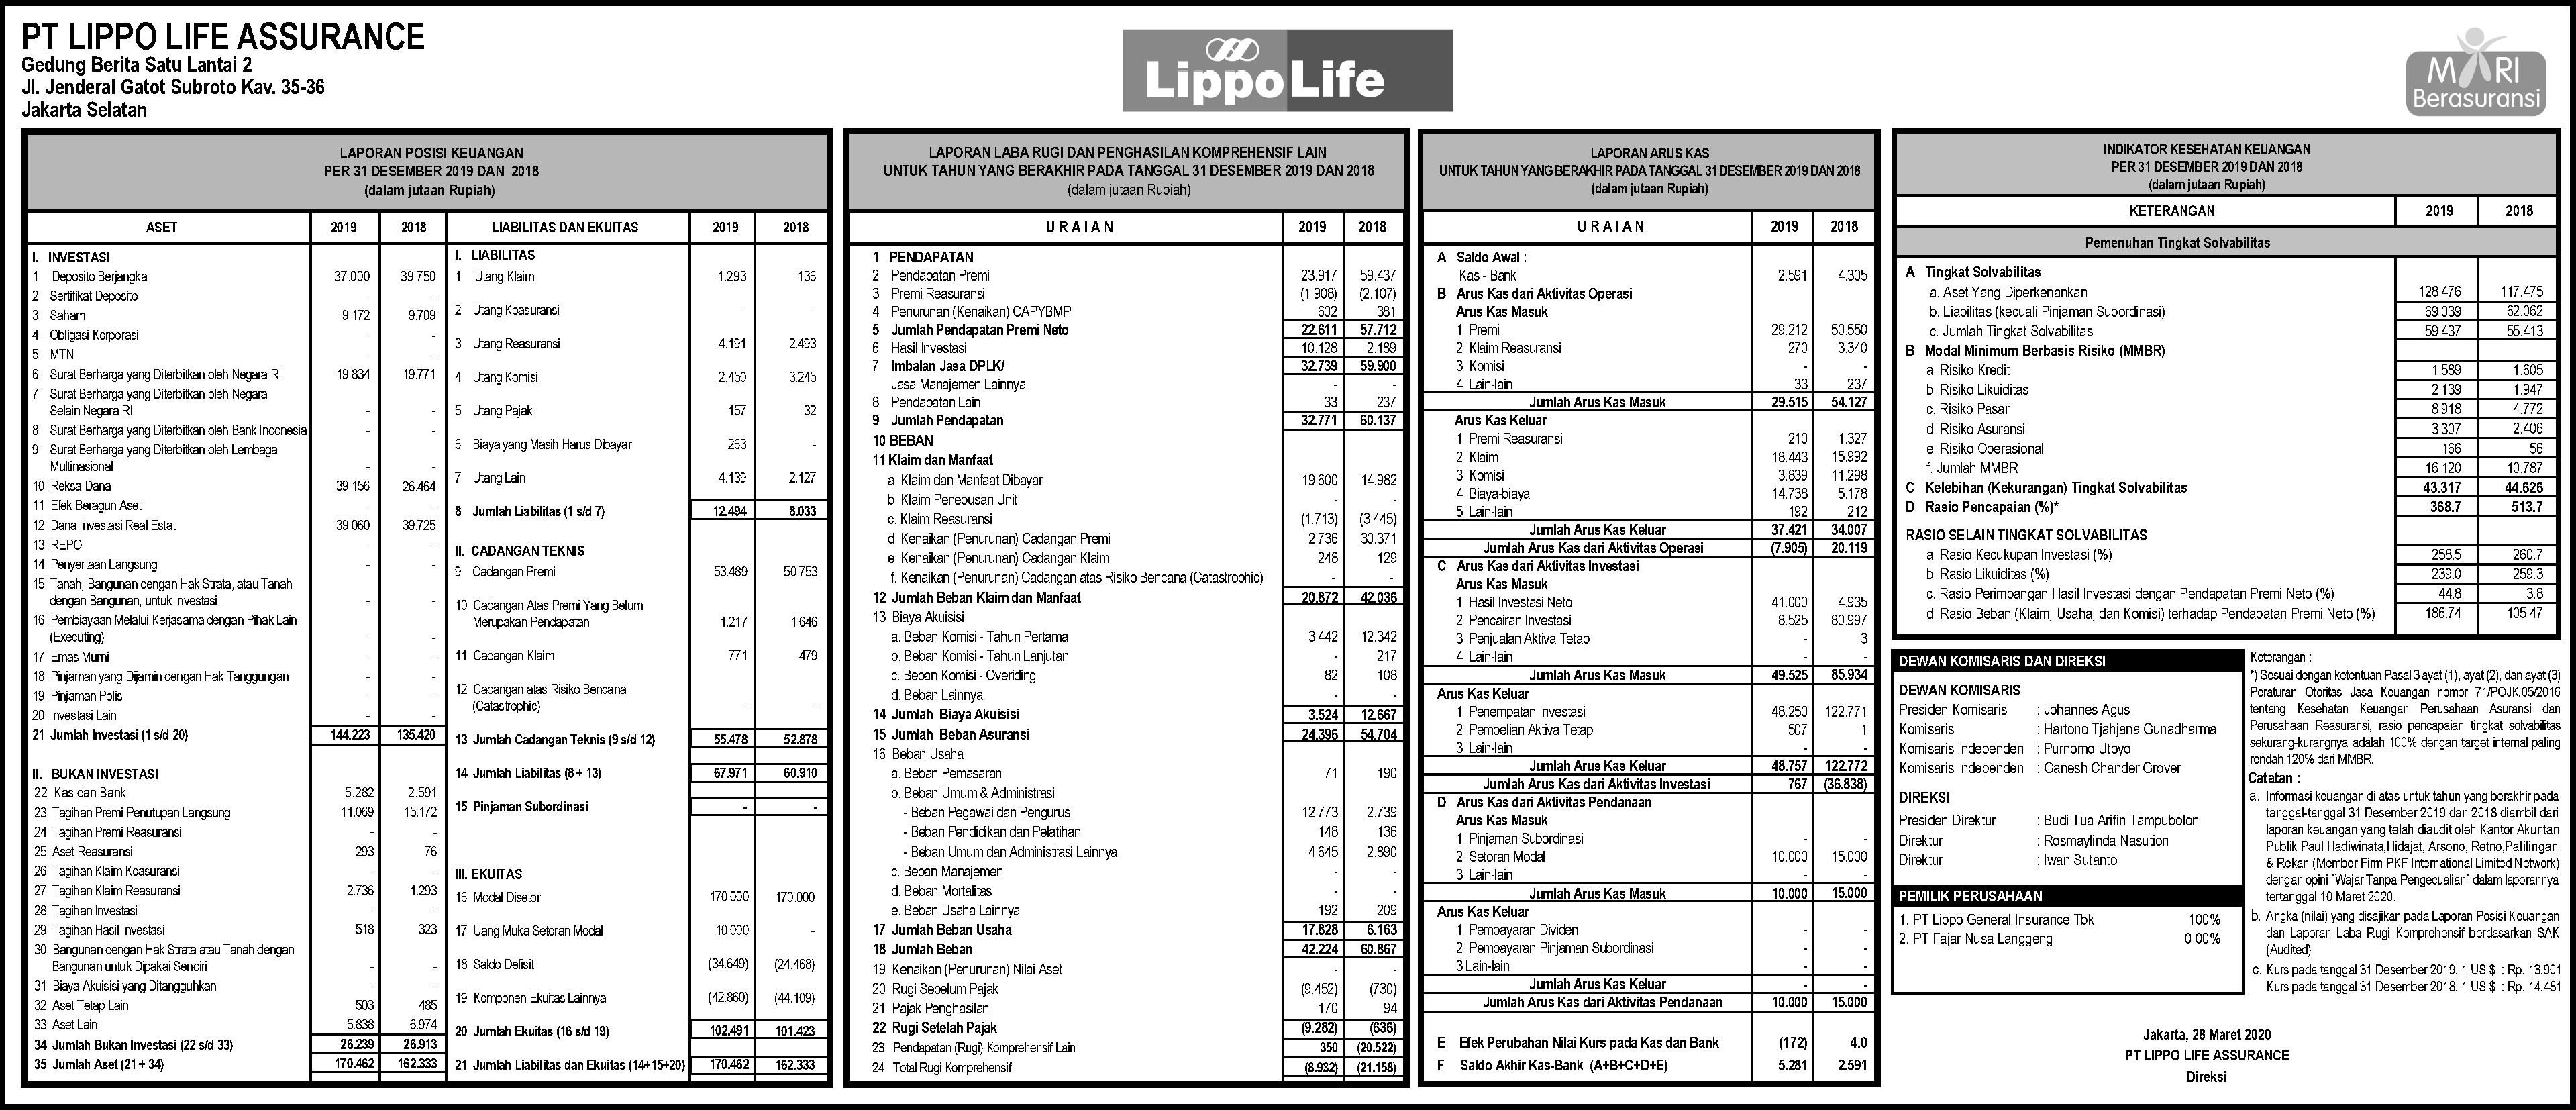 PT LIPPO LIFE ASSURANCE
Gedung Berita Satu Lantai 2
Jl. Jenderal Gatot Subroto Kav. 35-36
Jakarta Selatan
LippoLife
MARI
Berasuransi
LAPORAN POSISI KEUANGAN
PER 31 DESEMBER 2019 DAN 2018
(dalam jutaan Rupiah)
ASET 2019 2018
I. INVESTASI
1 Deposito Berjangka 37.000 39.750
2 Sertifikat Deposito - -
3 Saham 9.172 9.709
4 Obligasi Korporasi - -
5 MTN - -
6 Surat Berharga yang Diterbitkan oleh Negara RI 19.834 19.771
7 Surat Berharga yang Diterbitkan oleh Negara
Selain Negara RI - -
8 Surat Berharga yang Diterbitkan oleh Bank Indonesia - -
9 Surat Berharga yang Diterbitkan oleh Lembaga
Multinasional - -
10 Reksa Dana 39.156 26.464
11 Efek Beragun Aset - -
12 Dana Investasi Real Estat 39.060 39.725
13 REPO - -
14 Penyertaan Langsung - -
15 Tanah, Bangunan dengan Hak Strata, atau Tanah
dengan Bangunan, untuk Investasi - -
16 Pembiayaan Melalui Kerjasama dengan Pihak Lain
(Executing) - -
17 Emas Murni - -
18 Pinjaman yang Dijamin dengan Hak Tanggungan - -
19 Pinjaman Polis - -
20 Investasi Lain - -
21 Jumlah Investasi (1 s/d 20) 144.223 135.420
II. BUKAN INVESTASI
22 Kas dan Bank 5.282 2.591
23 Tagihan Premi Penutupan Langsung 11.069 15.172
24 Tagihan Premi Reasuransi - -
25 Aset Reasuransi 293 76
26 Tagihan Klaim Koasuransi - -
27 Tagihan Klaim Reasuransi 2.736 1.293
28 Tagihan Investasi - -
29 Tagihan Hasil Investasi 518 323
30 Bangunan dengan Hak Strata atau Tanah dengan
Bangunan untuk Dipakai Sendiri - -
31 Biaya Akuisisi yang Ditangguhkan - -
32 Aset Tetap Lain 503 485
33 Aset Lain 5.838 6.974
34 Jumlah Bukan Investasi (22 s/d 33) 26.239 26.913
35 Jumlah Aset (21 + 34) 170.462 162.333
LIABILITAS DAN EKUITAS 2019 2018
I. LIABILITAS
1 Utang Klaim 1.293 136
2 Utang Koasuransi - -
3 Utang Reasuransi 4.191 2.493
4 Utang Komisi 2.450 3.245
5 Utang Pajak 157 32
6 Biaya yang Masih Harus Dibayar 263 -
7 Utang Lain 4.139 2.127
8 Jumlah Liabilitas (1 s/d 7) 12.494 8.033
II. CADANGAN TEKNIS
9 Cadangan Premi 53.489 50.753
10 Cadangan Atas Premi Yang Belum
Merupakan Pendapatan 1.217 1.646
11 Cadangan Klaim 771 479
12 Cadangan atas Risiko Bencana
(Catastrophic) - -
13 Jumlah Cadangan Teknis (9 s/d 12) 55.478 52.878
14 Jumlah Liabilitas (8 + 13) 67.971 60.910
15 Pinjaman Subordinasi - -
III. EKUITAS
16 Modal Disetor 170.000 170.000
17 Uang Muka Setoran Modal 10.000 -
18 Saldo Defisit (34.649) (24.468)
19 Komponen Ekuitas Lainnya (42.860) (44.109)
20 Jumlah Ekuitas (16 s/d 19) 102.491 101.423
21 Jumlah Liabilitas dan Ekuitas (14+15+20) 170.462 162.333
LAPORAN LABA RUGI DAN PENGHASILAN KOMPREHENSIF LAIN
UNTUK TAHUN YANG BERAKHIR PADA TANGGAL 31 DESEMBER 2019 DAN 2018
(dalam jutaan Rupiah)
U R A I A N 2019 2018
1 PENDAPATAN
2 Pendapatan Premi 23.917 59.437
3 Premi Reasuransi (1.908) (2.107)
4 Penurunan (Kenaikan) CAPYBMP 602 381
5 Jumlah Pendapatan Premi Neto 22.611 57.712
6 Hasil Investasi 10.128 2.189
7 Imbalan Jasa DPLK/ 32.739 59.900
Jasa Manajemen Lainnya - -
8 Pendapatan Lain 33 237
9 Jumlah Pendapatan 32.771 60.137
10 BEBAN
11 Klaim dan Manfaat
a. Klaim dan Manfaat Dibayar 19.600 14.982
b. Klaim Penebusan Unit - -
c. Klaim Reasuransi (1.713) (3.445)
d. Kenaikan (Penurunan) Cadangan Premi 2.736 30.371
e. Kenaikan (Penurunan) Cadangan Klaim 248 129
f. Kenaikan (Penurunan) Cadangan atas Risiko Bencana (Catastrophic) - -
12 Jumlah Beban Klaim dan Manfaat 20.872 42.036
13 Biaya Akuisisi
a. Beban Komisi - Tahun Pertama 3.442 12.342
b. Beban Komisi - Tahun Lanjutan - 217
c. Beban Komisi - Overiding 82 108
d. Beban Lainnya - -
14 Jumlah Biaya Akuisisi 3.524 12.667
15 Jumlah Beban Asuransi 24.396 54.704
16 Beban Usaha
a. Beban Pemasaran 71 190
b. Beban Umum & Administrasi
- Beban Pegawai dan Pengurus 12.773 2.739
- Beban Pendidikan dan Pelatihan 148 136
- Beban Umum dan Administrasi Lainnya 4.645 2.890
c. Beban Manajemen - -
d. Beban Mortalitas - -
e. Beban Usaha Lainnya 192 209
17 Jumlah Beban Usaha 17.828 6.163
18 Jumlah Beban 42.224 60.867
19 Kenaikan (Penurunan) Nilai Aset - -
20 Rugi Sebelum Pajak (9.452) (730)
21 Pajak Penghasilan 170 94
22 Rugi Setelah Pajak (9.282) (636)
23 Pendapatan (Rugi) Komprehensif Lain 350 (20.522)
24 Total Rugi Komprehensif (8.932) (21.158)
LAPORAN ARUS KAS
UNTUK TAHUN YANG BERAKHIR PADA TANGGAL 31 DESEMBER 2019 DAN 2018
(dalam jutaan Rupiah)
U R A I A N 2019 2018
A Saldo Awal :
Kas - Bank 2.591 4.305
B Arus Kas dari Aktivitas Operasi
Arus Kas Masuk
1 Premi 29.212 50.550
2 Klaim Reasuransi 270 3.340
3 Komisi - -
4 Lain-lain 33 237
Jumlah Arus Kas Masuk 29.515 54.127
Arus Kas Keluar
1 Premi Reasuransi 210 1.327
2 Klaim 18.443 15.992
3 Komisi 3.839 11.298
4 Biaya-biaya 14.738 5.178
5 Lain-lain 192 212
Jumlah Arus Kas Keluar 37.421 34.007
Jumlah Arus Kas dari Aktivitas Operasi (7.905) 20.119
C Arus Kas dari Aktivitas Investasi
Arus Kas Masuk
1 Hasil Investasi Neto 41.000 4.935
2 Pencairan Investasi 8.525 80.997
3 Penjualan Aktiva Tetap - 3
4 Lain-lain - -
Jumlah Arus Kas Masuk 49.525 85.934
Arus Kas Keluar
1 Penempatan Investasi 48.250 122.771
2 Pembelian Aktiva Tetap 507 1
3 Lain-lain - -
Jumlah Arus Kas Keluar 48.757 122.772
Jumlah Arus Kas dari Aktivitas Investasi 767 (36.838)
D Arus Kas dari Aktivitas Pendanaan
Arus Kas Masuk
1 Pinjaman Subordinasi - -
2 Setoran Modal 10.000 15.000
3 Lain-lain - -
Jumlah Arus Kas Masuk 10.000 15.000
Arus Kas Keluar
1 Pembayaran Dividen - -
2 Pembayaran Pinjaman Subordinasi - -
3 Lain-lain - -
Jumlah Arus Kas Keluar - -
Jumlah Arus Kas dari Aktivitas Pendanaan 10.000 15.000
E Efek Perubahan Nilai Kurs pada Kas dan Bank (172) 4.0
F Saldo Akhir Kas-Bank (A+B+C+D+E) 5.281 2.591
INDIKATOR KESEHATAN KEUANGAN
PER 31 DESEMBER 2019 DAN 2018
(dalam jutaan Rupiah)
KETERANGAN 2019 2018
Pemenuhan Tingkat Solvabilitas
A Tingkat Solvabilitas
a. Aset Yang Diperkenankan 128.476 117.475
b. Liabilitas (kecuali Pinjaman Subordinasi) 69.039 62.062
c. Jumlah Tingkat Solvabilitas 59.437 55.413
B Modal Minimum Berbasis Risiko (MMBR)
a. Risiko Kredit 1.589 1.605
b. Risiko Likuiditas 2.139 1.947
c. Risiko Pasar 8.918 4.772
d. Risiko Asuransi 3.307 2.406
e. Risiko Operasional 166 56
f. Jumlah MMBR 16.120 10.787
C Kelebihan (Kekurangan) Tingkat Solvabilitas 43.317 44.626
D Rasio Pencapaian (%)* 368.7 513.7
RASIO SELAIN TINGKAT SOLVABILITAS
a. Rasio Kecukupan Investasi (%) 258.5 260.7
b. Rasio Likuiditas (%) 239.0 259.3
c. Rasio Perimbangan Hasil Investasi dengan Pendapatan Premi Neto (%) 44.8 3.8
d. Rasio Beban (Klaim, Usaha, dan Komisi) terhadap Pendapatan Premi Neto (%) 186.74 105.47
DEWAN KOMISARIS DAN DIREKSI
DEWAN KOMISARIS
Presiden Komisaris : Johannes Agus
Komisaris : Hartono Tjahjana Gunadharma
Komisaris Independen : Purnomo Utoyo
Komisaris Independen : Ganesh Chander Grover
DIREKSI
Presiden Direktur : Budi Tua Arifin Tampubolon
Direktur : Rosmaylinda Nasution
Direktur : Iwan Sutanto
PEMILIK PERUSAHAAN
1. PT Lippo General Insurance Tbk 100%
2. PT Fajar Nusa Langgeng 0.00%
Keterangan :
*) Sesuai dengan ketentuan Pasal 3 ayat (1), ayat (2), dan ayat (3)
Peraturan Otoritas Jasa Keuangan nomor 71/POJK.05/2016
tentang Kesehatan Keuangan Perusahaan Asuransi dan
Perusahaan Reasuransi, rasio pencapaian tingkat solvabilitas
sekurang-kurangnya adalah 100% dengan target internal paling
rendah 120% dari MMBR.
Catatan :
a. Informasi keuangan di atas untuk tahun yang berakhir pada
tanggal-tanggal 31 Desember 2019 dan 2018 diambil dari
laporan keuangan yang telah diaudit oleh Kantor Akuntan
Publik Paul Hadiwinata,Hidajat, Arsono, Retno,Palilingan
& Rekan (Member Firm PKF International Limited Network)
dengan opini "Wajar Tanpa Pengecualian" dalam laporannya
tertanggal 10 Maret 2020.
b. Angka (nilai) yang disajikan pada Laporan Posisi Keuangan
dan Laporan Laba Rugi Komprehensif berdasarkan SAK
(Audited)
c. Kurs pada tanggal 31 Desember 2019, 1 US $ : Rp. 13.901
Kurs pada tanggal 31 Desember 2018, 1 US $ : Rp. 14.481
Jakarta, 28 Maret 2020
PT LIPPO LIFE ASSURANCE
Direksi